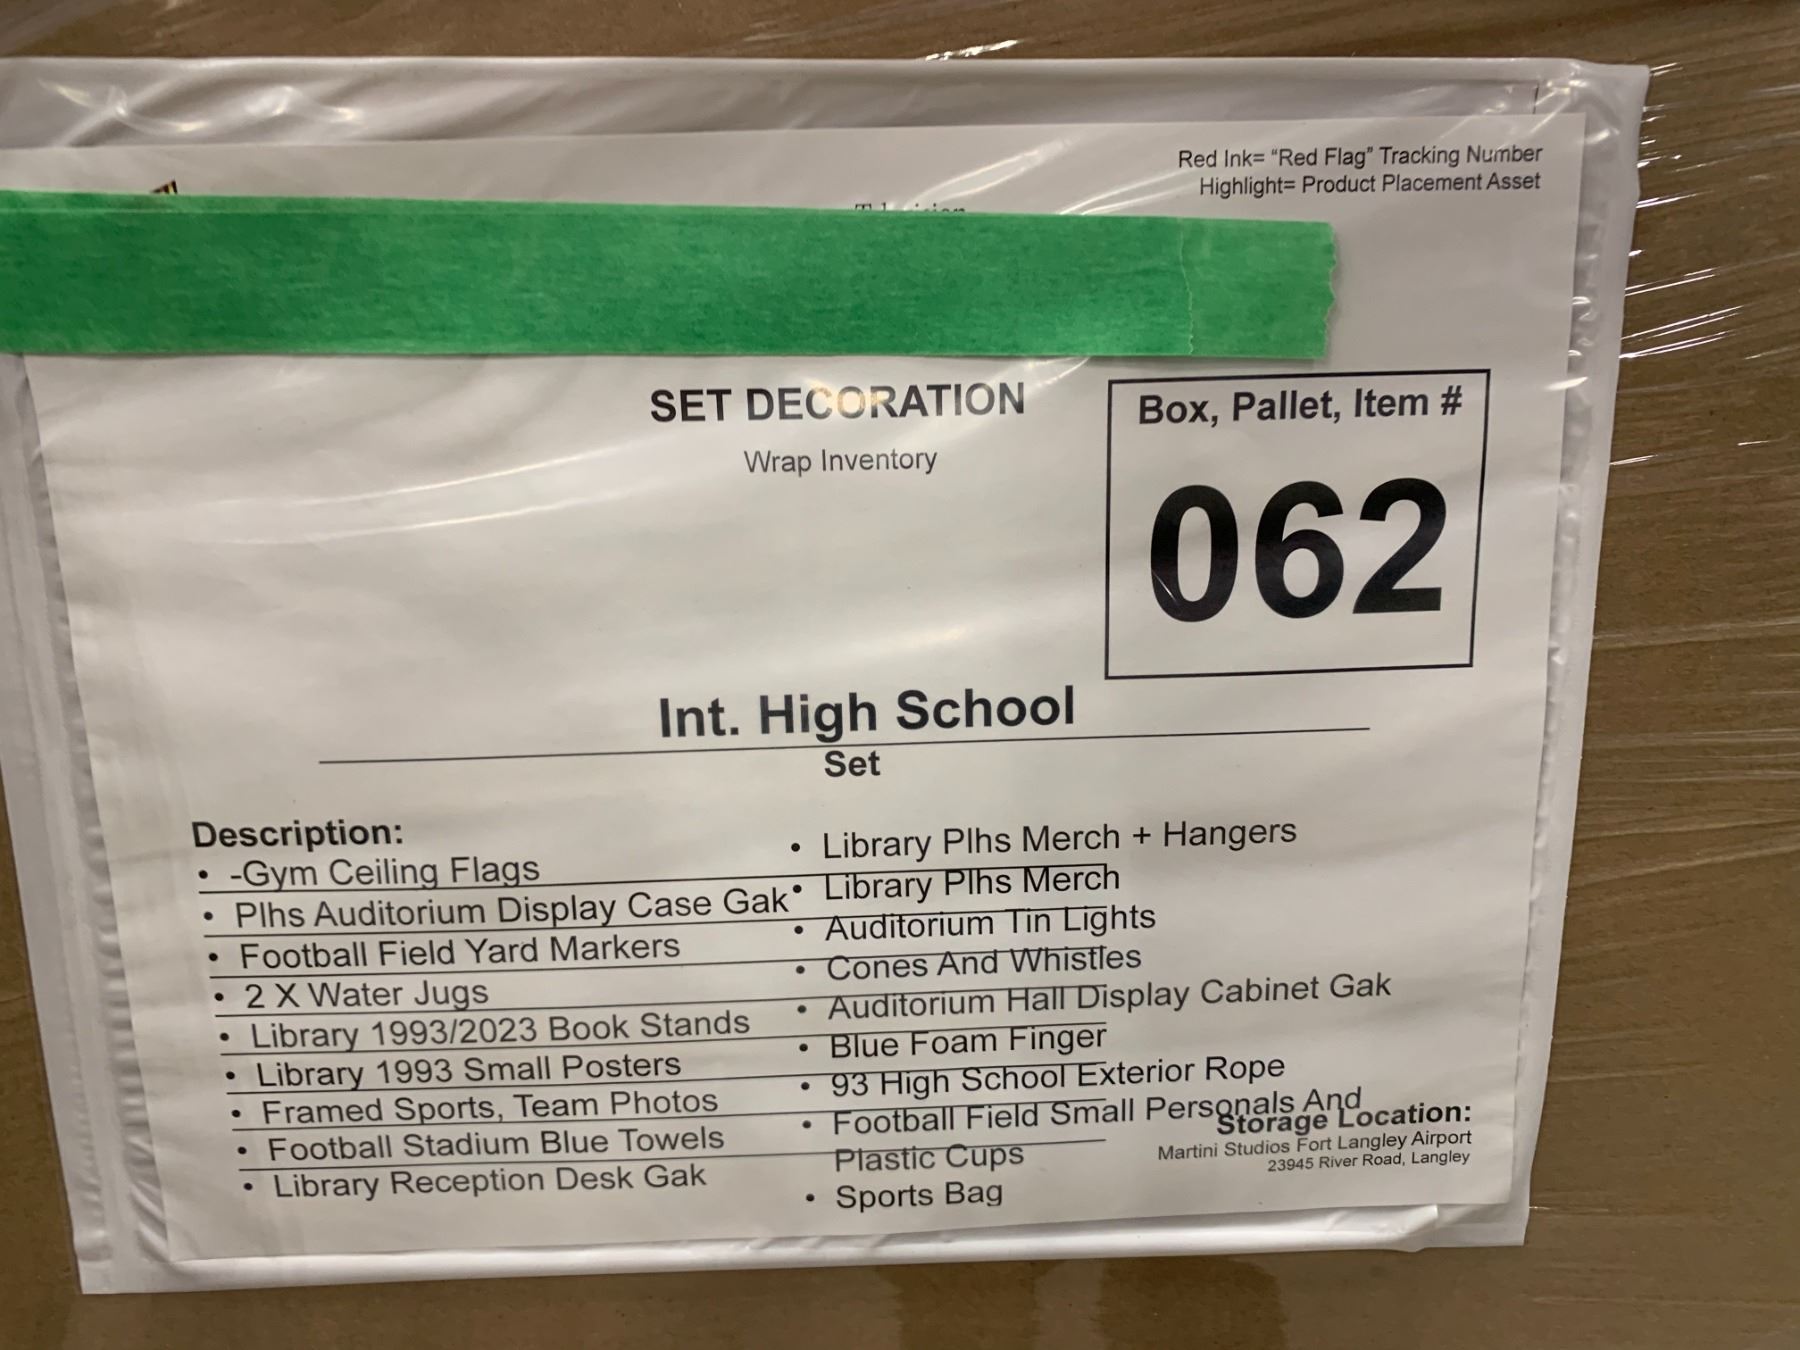 Red Ink= “Red Flag” Tracking Number
Highlight= Product Placement Asset
SET DECORATION
Wrap Inventory
Box, Pallet, Item #
062
Int. High School
Set
Description:
• -Gym Ceiling Flags
• Plhs Auditorium Display Case Gak
• Football Field Yard Markers
• 2 X Water Jugs
• Library 1993/2023 Book Stands
• Library 1993 Small Posters
• Framed Sports, Team Photos
• Football Stadium Blue Towels
• Library Reception Desk Gak
• Library Plhs Merch + Hangers
• Library Plhs Merch
• Auditorium Tin Lights
• Cones And Whistles
• Auditorium Hall Display Cabinet Gak
• Blue Foam Finger
• 93 High School Exterior Rope
• Football Field Small Personals And
Plastic Cups
• Sports Bag
Storage Location:
Martini Studios Fort Langley Airport
23945 River Road, Langley